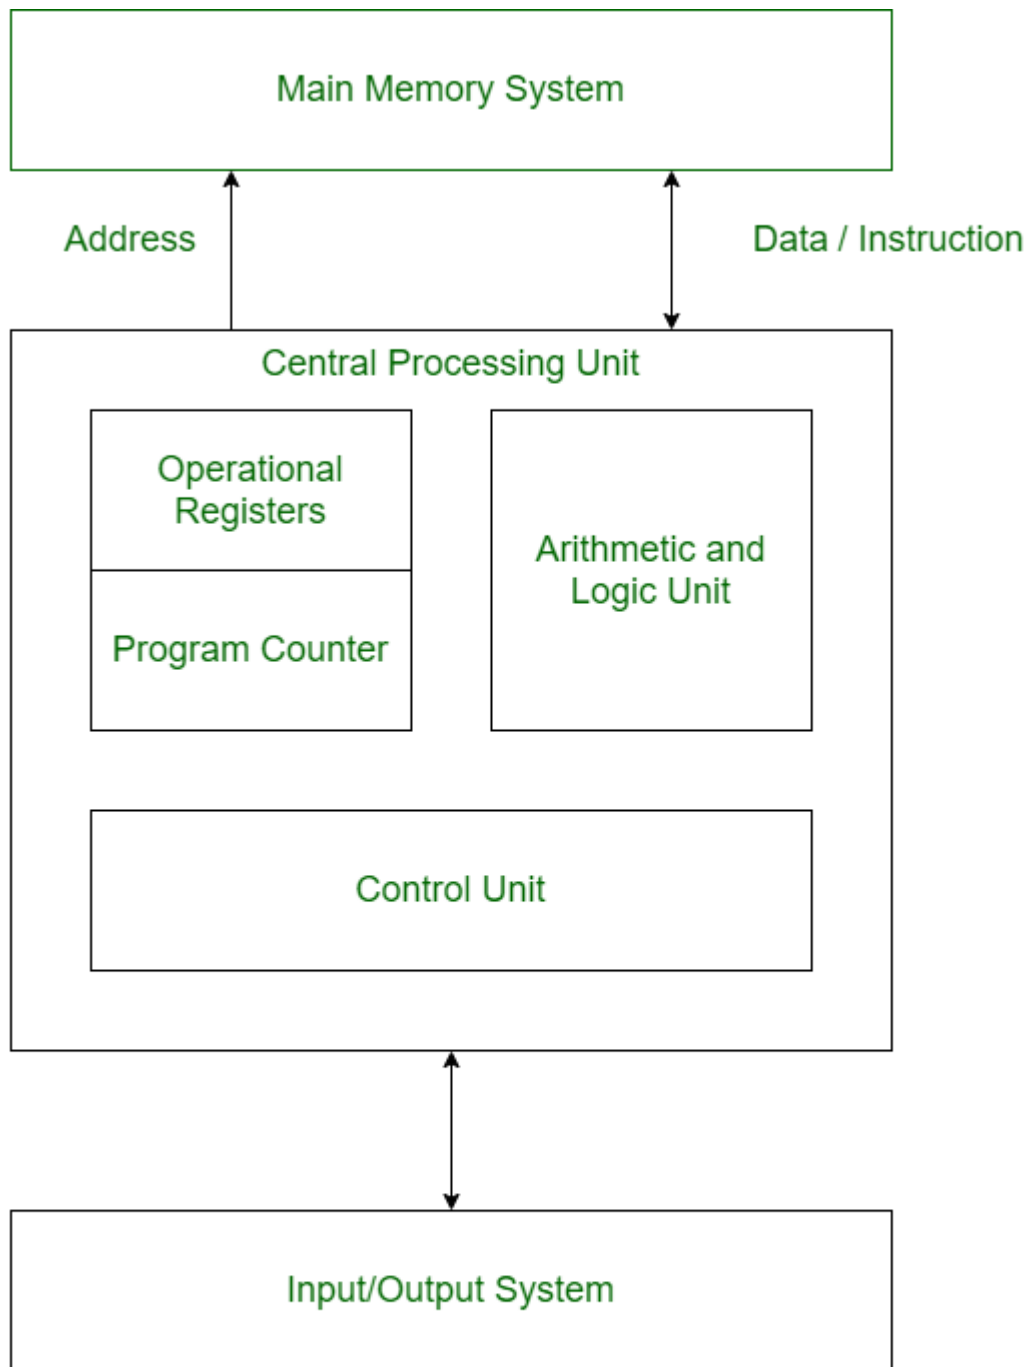 Main Memory System
Address
Data / Instruction
Central Processing Unit
Operational
Registers
Arithmetic and
Logic Unit
Program Counter
Control Unit
Input/Output System